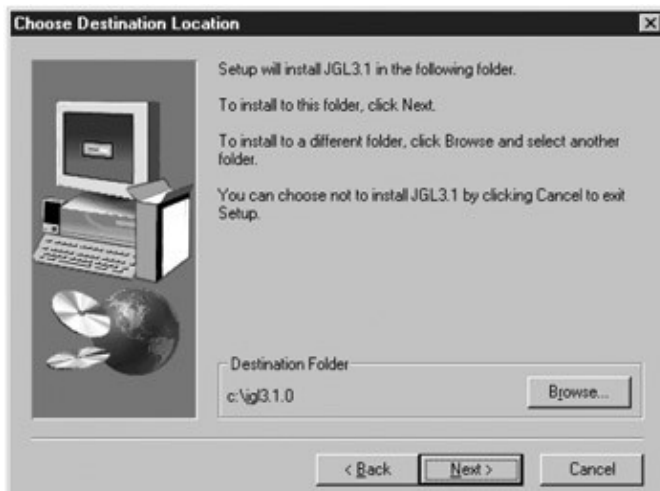 Choose Destination Location
Setup will install JGL3.1 in the following folder.
To install to this folder, click Next.
To install to a different folder, click Browse and select another
folder.
You can choose not to install JGL3.1 by clicking Cancel to exit
Setup.
Destination Folder
c:\jgl3.1.0
Browse...
< Back
Next >
Cancel